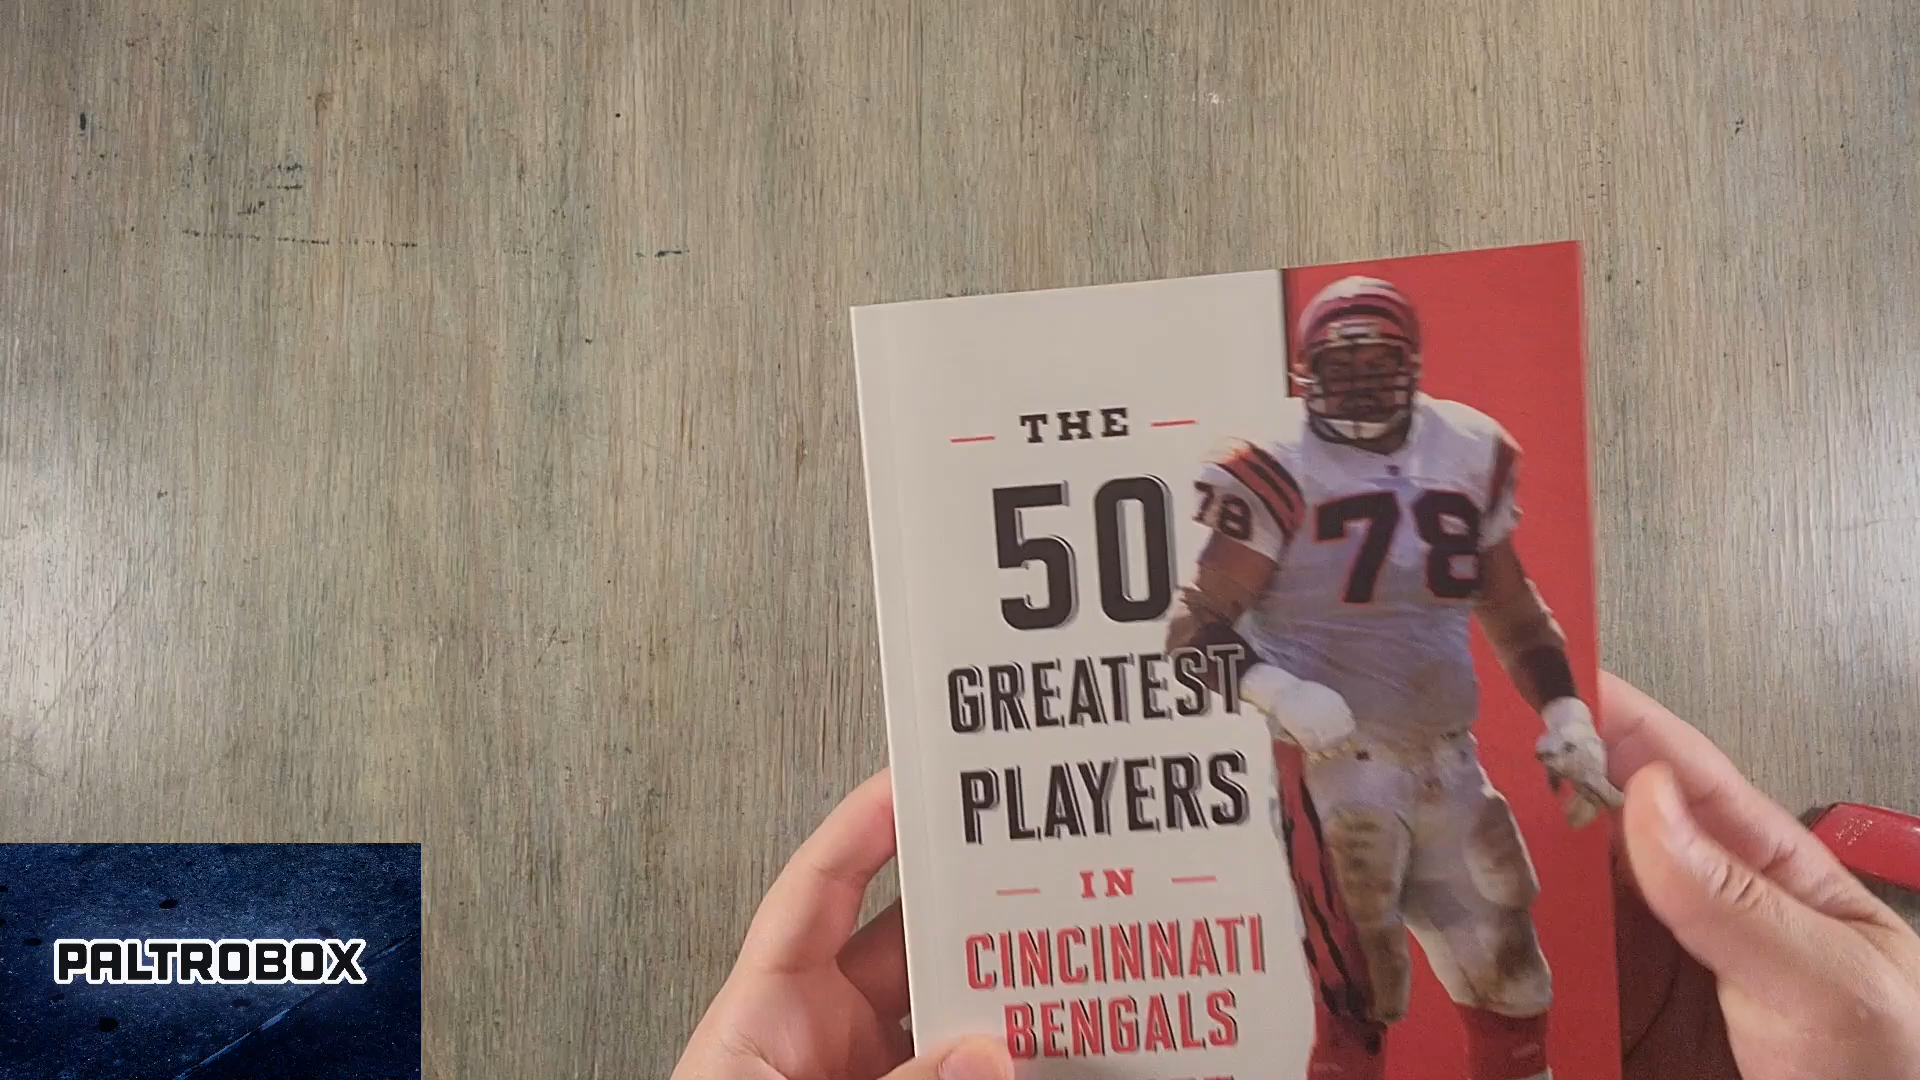 THE
50
GREATEST
PLAYERS
IN
CINCINNATI
BENGALS
78
78
PALTROBOX